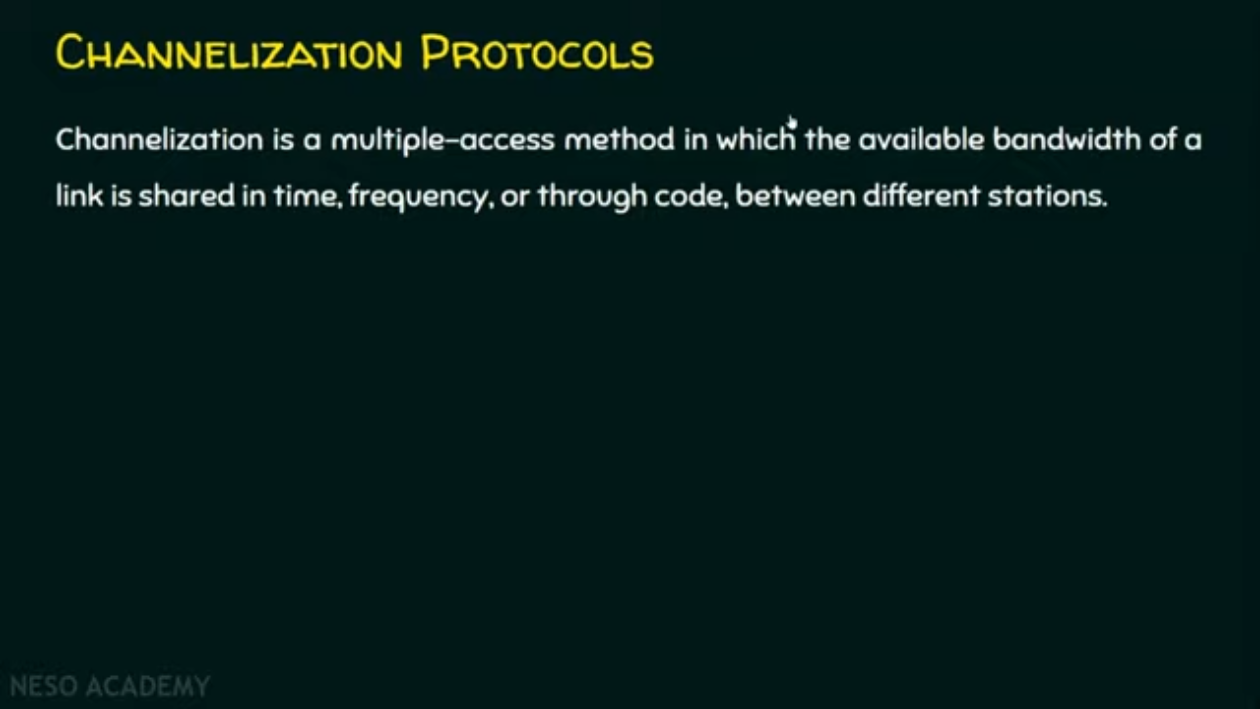 CHANNELIZATION PROTOCOLS
Channelization is a multiple-access method in which the available bandwidth of a
link is shared in time, frequency, or through code, between different stations.
NESO ACADEMY